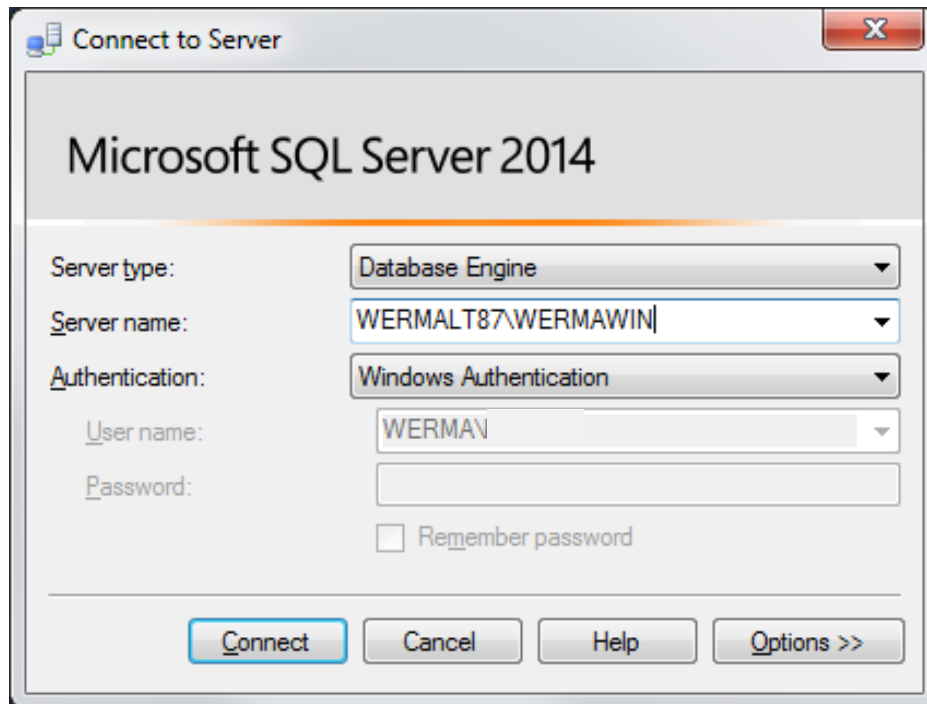 Connect to Server
Microsoft SQL Server 2014
Server type: Database Engine
Server name: WERMALT87\WERMAWIN
Authentication: Windows Authentication
User name: WERMA\
Password:
Remember password
Connect Cancel Help Options >>